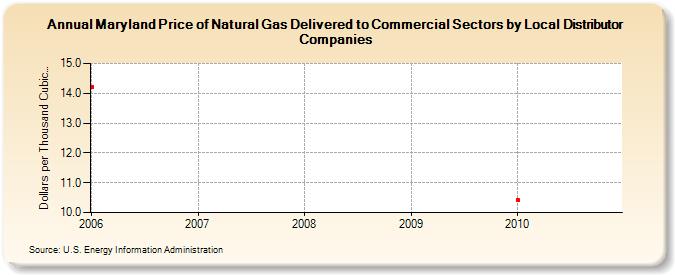 Annual Maryland Price of Natural Gas Delivered to Commercial Sectors by Local Distributor
Companies
Dollars per Thousand Cubic...
15.0
14.0
13.0
12.0
11.0
10.0
2006 2007 2008 2009 2010
Source: U.S. Energy Information Administration